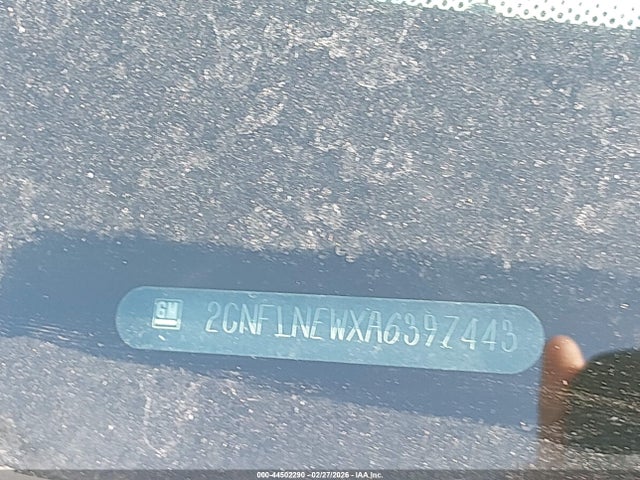 GM 2CNFLNEWXA6397443
000-44502290 - 02/27/2026 - IAA Inc.